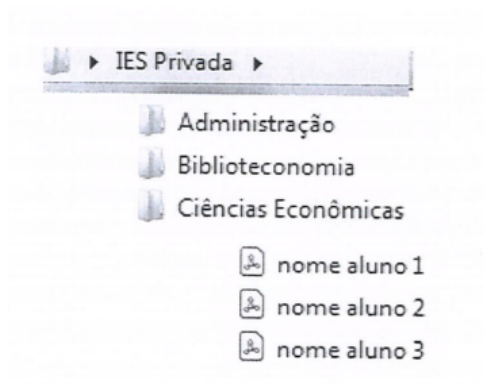 IES Privada
Administração
Biblioteconomia
Ciências Econômicas
nome aluno 1
nome aluno 2
nome aluno 3